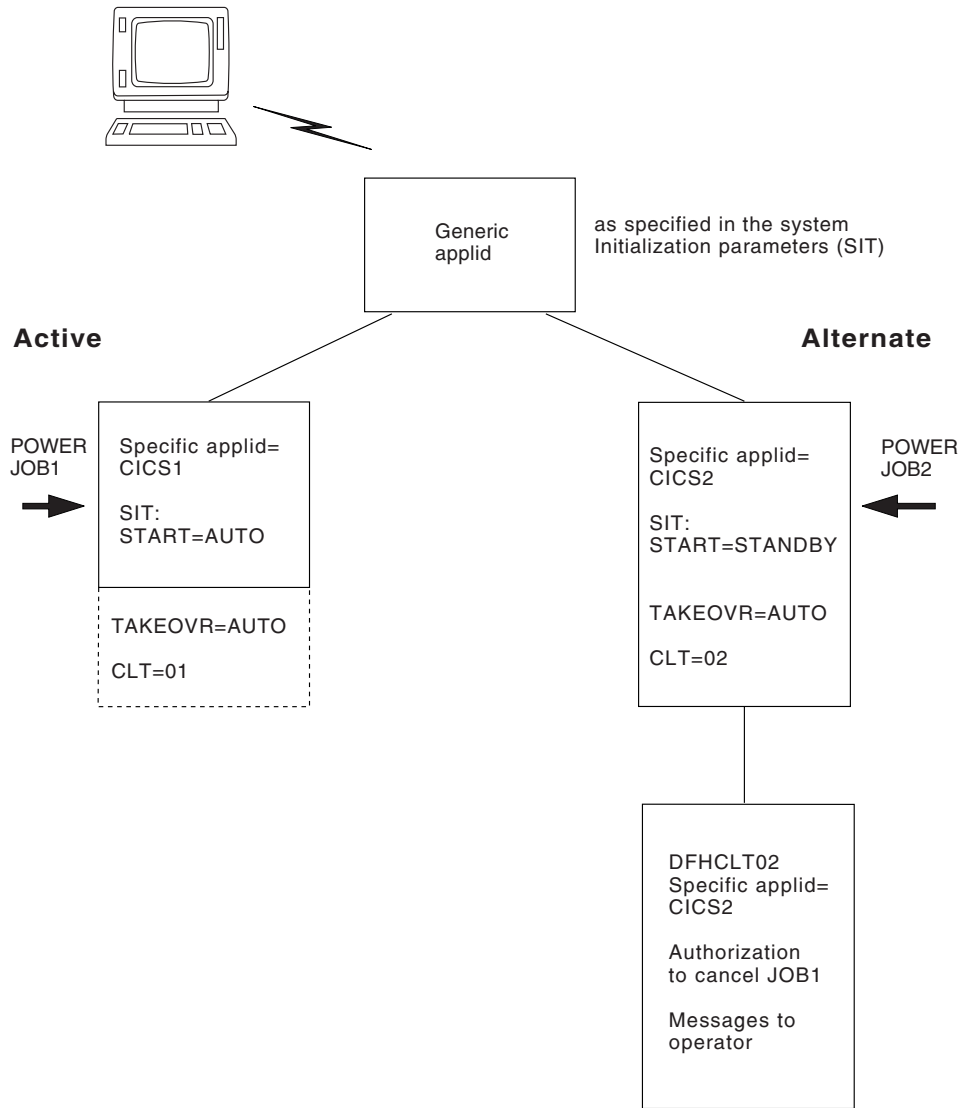 Generic
applid
as specified in the system
Initialization parameters (SIT)
Active
Alternate
POWER
JOB1
Specific applid=
CICS1
SIT:
START=AUTO
TAKEOVR=AUTO
CLT=01
Specific applid=
CICS2
SIT:
START=STANDBY
TAKEOVR=AUTO
CLT=02
POWER
JOB2
DFHCLT02
Specific applid=
CICS2
Authorization
to cancel JOB1
Messages to
operator